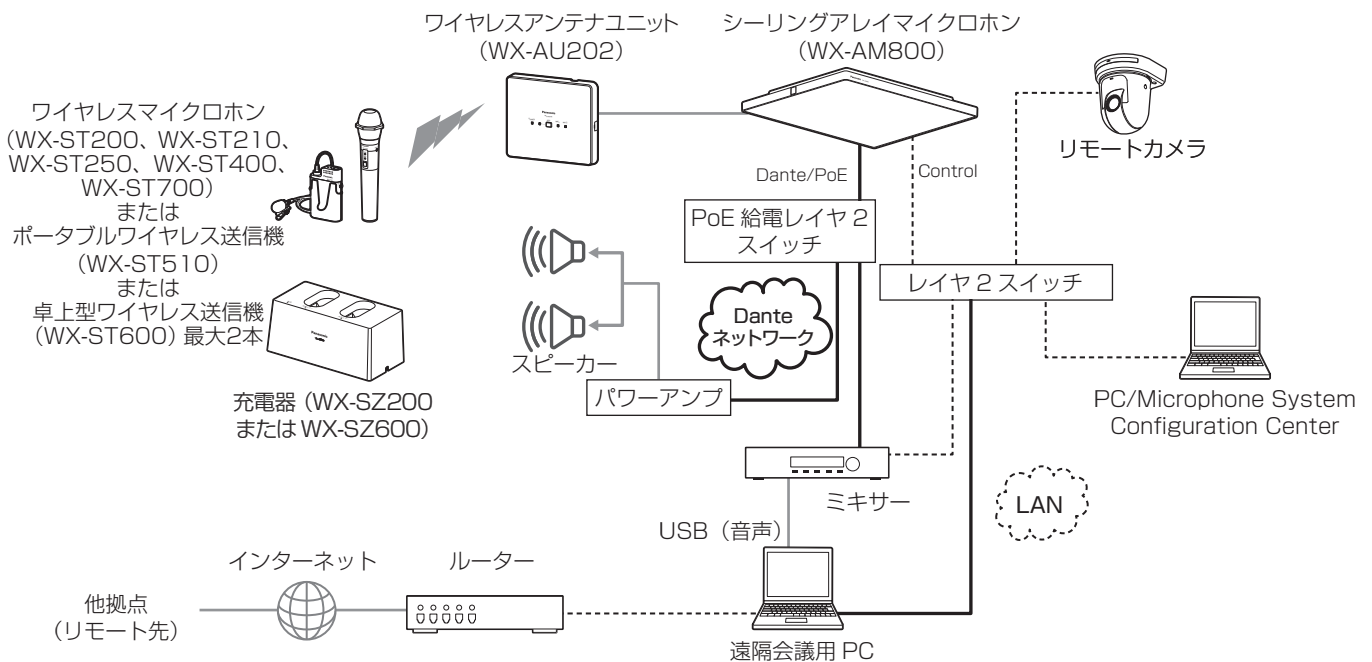 ワイヤレスアンテナユニット
（WX-AU202）
シーリングアレイマイクロホン
（WX-AM800）
ワイヤレスマイクロホン
（WX-ST200、WX-ST210、
WX-ST250、WX-ST400、
WX-ST700）
または
ポータブルワイヤレス送信機
（WX-ST510）
または
卓上型ワイヤレス送信機
（WX-ST600）最大2本
充電器（WX-SZ200
またはWX-SZ600）
リモートカメラ
Dante/PoE
Control
PoE 給電レイヤ 2
スイッチ
レイヤ 2 スイッチ
Dante
ネットワーク
スピーカー
パワーアンプ
PC/Microphone System
Configuration Center
ミキサー
LAN
USB（音声）
インターネット
ルーター
他拠点
（リモート先）
遠隔会議用 PC